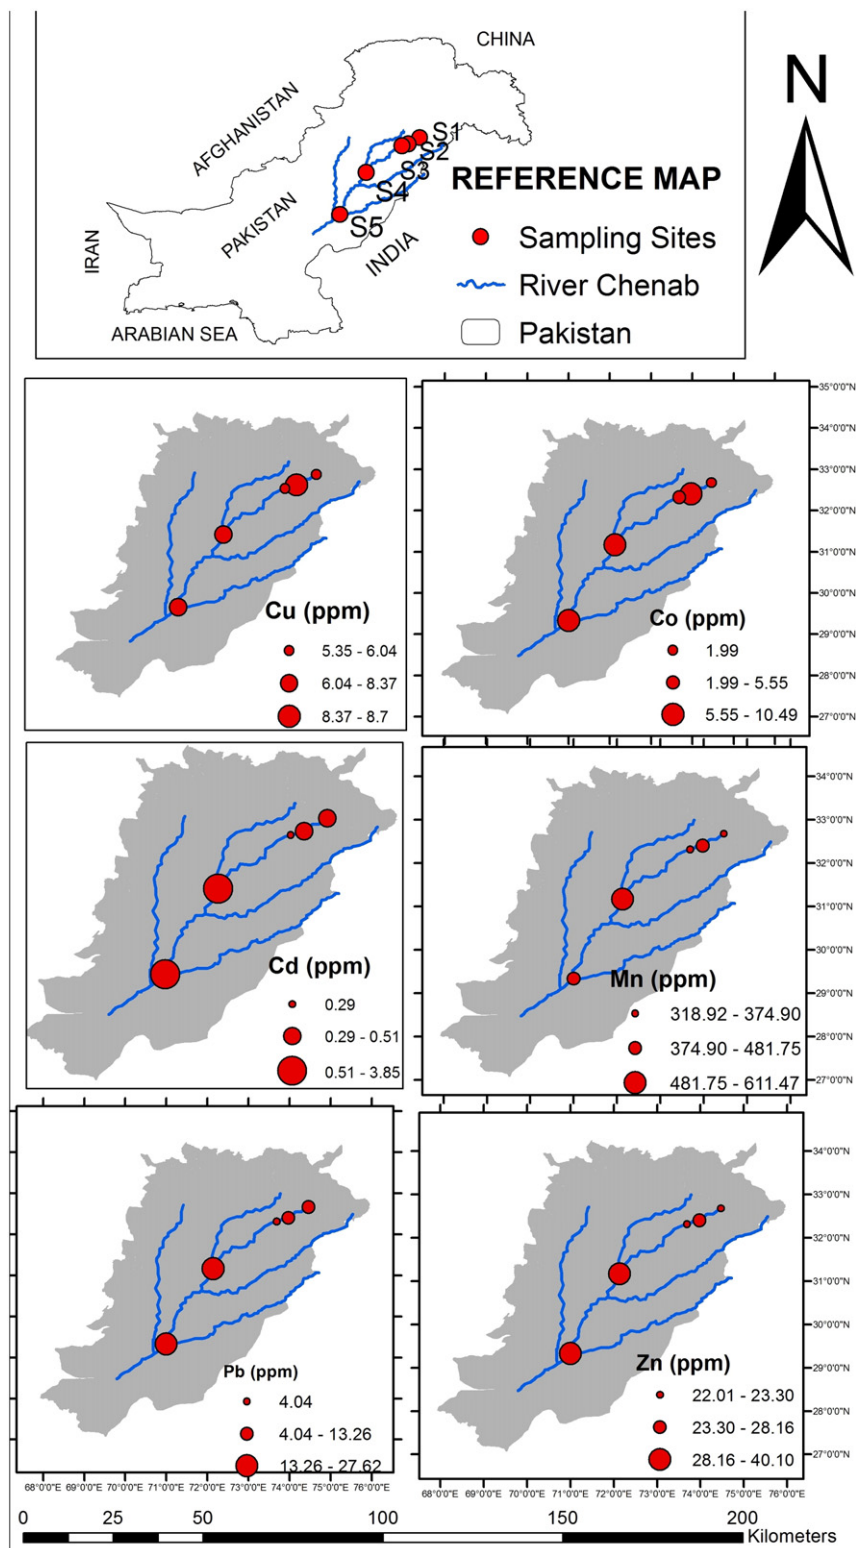 CHINA
N
AFGHANISTAN
S1
S2
S3
REFERENCE MAP
S4
PAKISTAN
S5
Sampling Sites
IRAN
INDIA
River Chenab
ARABIAN SEA
Pakistan
Cu (ppm)
5.35 - 6.04
6.04 - 8.37
8.37 - 8.7
35°0'0"N
34°0'0"N
33°0'0"N
32°0'0"N
31°0'0"N
30°0'0"N
29°0'0"N
28°0'0"N
27°0'0"N
Co (ppm)
1.99
1.99 - 5.55
5.55 - 10.49
Cd (ppm)
0.29
0.29 - 0.51
0.51 - 3.85
34°0'0"N
33°0'0"N
32°0'0"N
31°0'0"N
30°0'0"N
29°0'0"N
28°0'0"N
27°0'0"N
Mn (ppm)
318.92 - 374.90
374.90 - 481.75
481.75 - 611.47
Pb (ppm)
4.04
4.04 - 13.26
13.26 - 27.62
68°0'0"E 69°0'0"E 70°0'0"E 71°0'0"E 72°0'0"E 73°0'0"E 74°0'0"E 75°0'0"E 76°0'0"E
34°0'0"N
33°0'0"N
32°0'0"N
31°0'0"N
30°0'0"N
29°0'0"N
28°0'0"N
27°0'0"N
Zn (ppm)
22.01 - 23.30
23.30 - 28.16
28.16 - 40.10
68°0'0"E 69°0'0"E 70°0'0"E 71°0'0"E 72°0'0"E 73°0'0"E 74°0'0"E 75°0'0"E 76°0'0"E
0 25 50 100 150 200
Kilometers